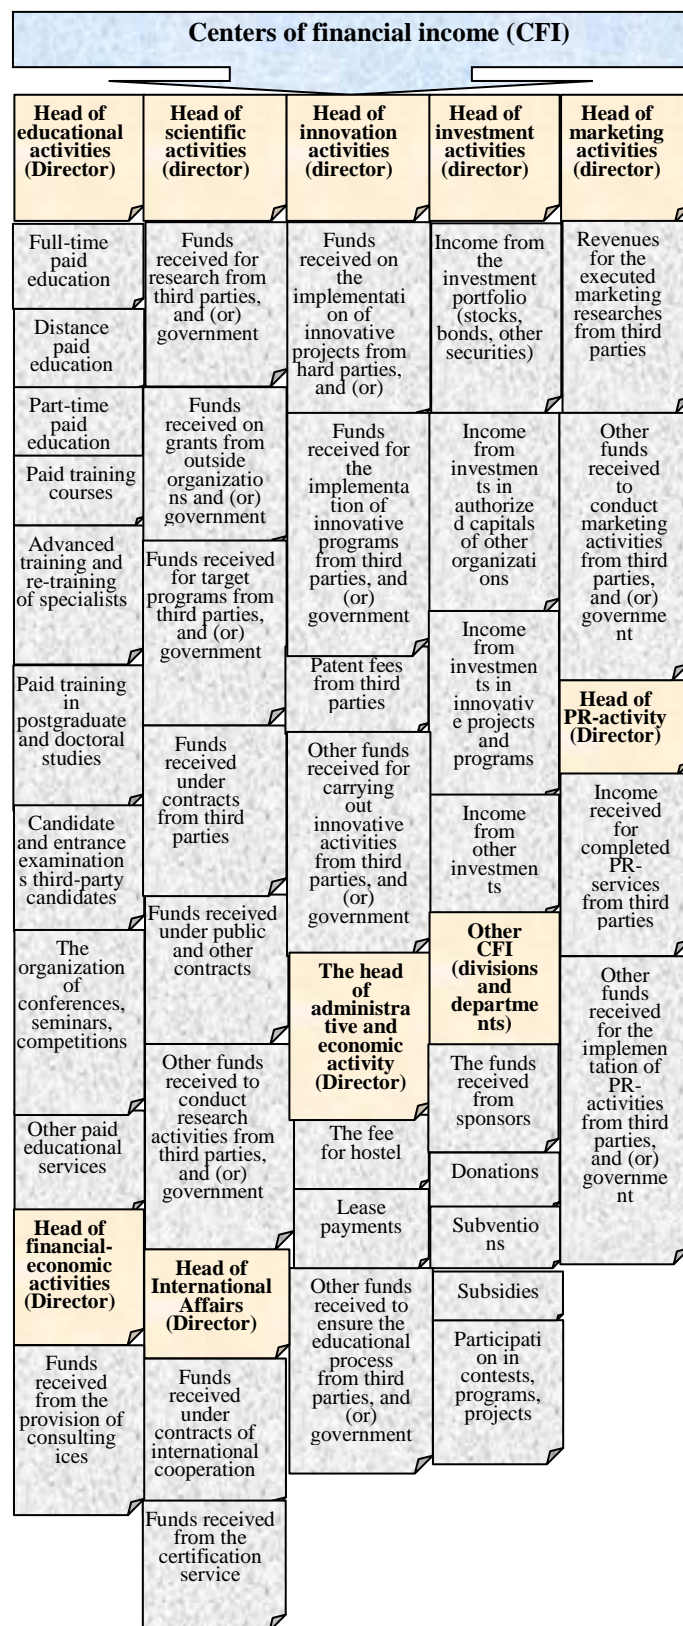 Centers of financial income (CFI)
Head of
educational
activities
(Director)
Full-time
paid
education
Distance
paid
education
Part-time
paid
education
Paid training
courses
Advanced
training and
re-training
of specialists
Paid training
in
postgraduate
and doctoral
studies
Candidate
and entrance
examination
s third-party
candidates
The
organization
of
conferences,
seminars,
competitions
Other paid
educational
services
Head of
financial-
economic
activities
(Director)
Funds
received
from the
provision of
consulting
ices
Head of
scientific
activities
(director)
Funds
received for
research from
third parties,
and (or)
government
Funds
received on
grants from
outside
organizatio
ns and (or)
government
Funds received
for target
programs from
third parties,
and (or)
government
Funds
received
under
contracts
from third
parties
Funds received
under public
and other
contracts
Other funds
received to
conduct
research
activities from
third parties,
and (or)
government
Head of
International
Affairs
(Director)
Funds
received
under
contracts of
international
cooperation
Funds received
from the
certification
service
Head of
innovation
activities
(director)
Funds
received on
the
implementati
on of
innovative
projects from
hard parties,
and (or)
Funds
received for
the
implementa
tion of
innovative
programs
from third
parties, and
(or)
government
Patent fees
from third
parties
Other funds
received for
carrying
out
innovative
activities
from third
parties, and
(or)
government
The head
of
administra
tive and
economic
activity
(Director)
The fee
for hostel
Lease
payments
Other funds
received to
ensure the
educational
process
from third
parties, and
(or)
government
Head of
investment
activities
(director)
Income from
the
investment
portfolio
(stocks,
bonds, other
securities)
Income
from
investme
nts in
authorize
d capitals
of other
organizati
ons
Income
from
investme
nts in
innovativ
e projects
and
programs
Income
from
other
investme
nts
Other
CFI
(divisions
and
departme
nts)
The funds
received
from
sponsors
Donations
Subventio
ns
Subsidies
Participati
on in
contests,
programs,
projects
Head of
marketing
activities
(director)
Revenues
for the
executed
marketing
researches
from third
parties
Other
funds
received
to
conduct
marketing
activities
from third
parties,
and (or)
governme
nt
Head of
PR-activity
(Director)
Income
received
for
completed
PR-
services
from third
parties
Other
funds
received
for the
implemen
tation of
PR-
activities
from third
parties,
and (or)
governme
nt